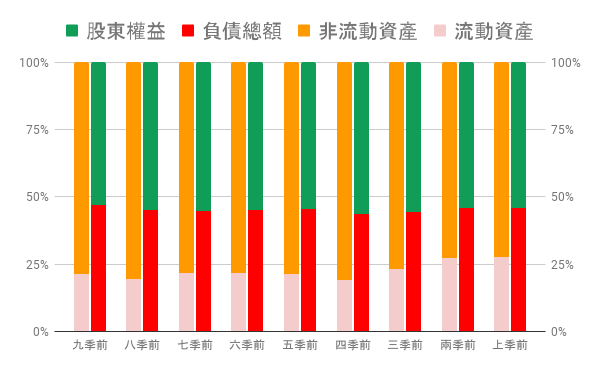 股東權益 負債總額 非流動資產 流動資產
100% 100%
75% 75%
50% 50%
25% 25%
0% 0%
九季前 八季前 七季前 六季前 五季前 四季前 三季前 兩季前 上季前